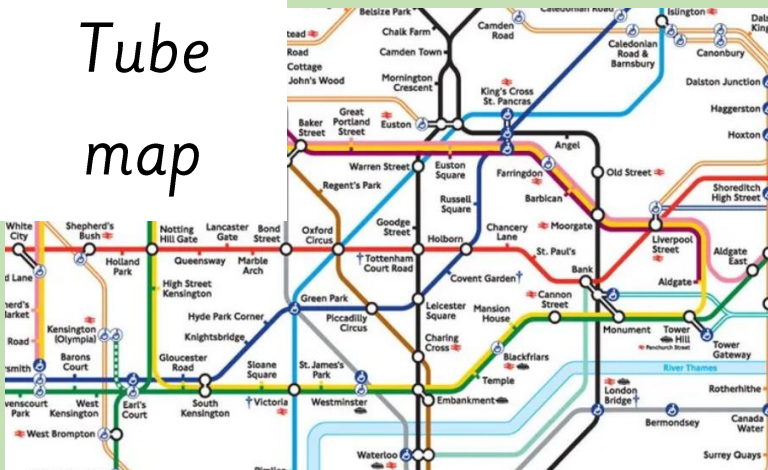 Tube
map
Belsize Park
Chalk Farm
Camden Town
Mornington
Crescent
Camden
Road
Caledonian Road
Caledonian
Road &
Barnsbury
Islington
Canonbury
Dalston Junction
Haggerston
Hoxton
Shoreditch
High Street
Road
Cottage
John's Wood
Baker
Street
Great
Portland
Street
Euston
King's Cross
St. Pancras
Angel
Old Street
Warren Street
Euston
Square
Farringdon
Barbican
Moorgate
Liverpool
Street
Regent's Park
Russell
Square
Goodge
Street
White
City
Shepherd's
Bush
Notting
Hill Gate
Lancaster
Gate
Bond
Street
Oxford
Circus
Holborn
Chancery
Lane
St. Paul's
Bank
Aldgate
East
Aldgate
Holland
Park
Queensway
Marble
Arch
Tottenham
Court Road
Covent Garden
High Street
Kensington
Green Park
Hyde Park Corner
Knightsbridge
Piccadilly
Circus
Leicester
Square
Mansion
House
Cannon
Street
Monument
Tower
Hill
Fenchurch Street
Tower
Gateway
Kensington
(Olympia)
Road
Barons
Court
Gloucester
Road
Sloane
Square
St. James's
Park
Charing
Cross
Blackfriars
Temple
River Thames
West
Kensington
Earl's
Court
South
Kensington
Victoria
Westminster
Embankment
London
Bridge
Bermondsey
Rotherhithe
Canada
Water
West Brompton
Waterloo
Surrey Quays